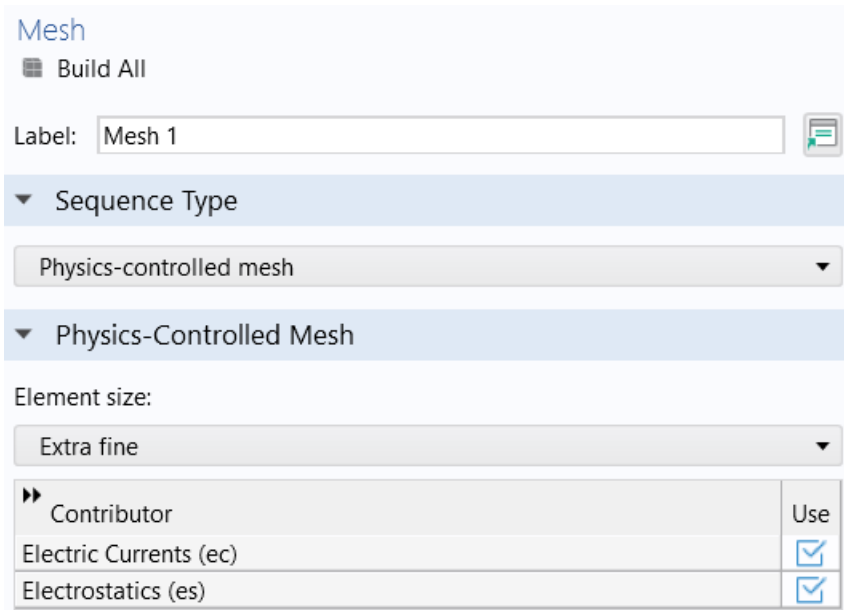 Mesh
Build All
Label: Mesh 1
Sequence Type
Physics-controlled mesh
Physics-Controlled Mesh
Element size:
Extra fine
Contributor Use
Electric Currents (ec)
Electrostatics (es)